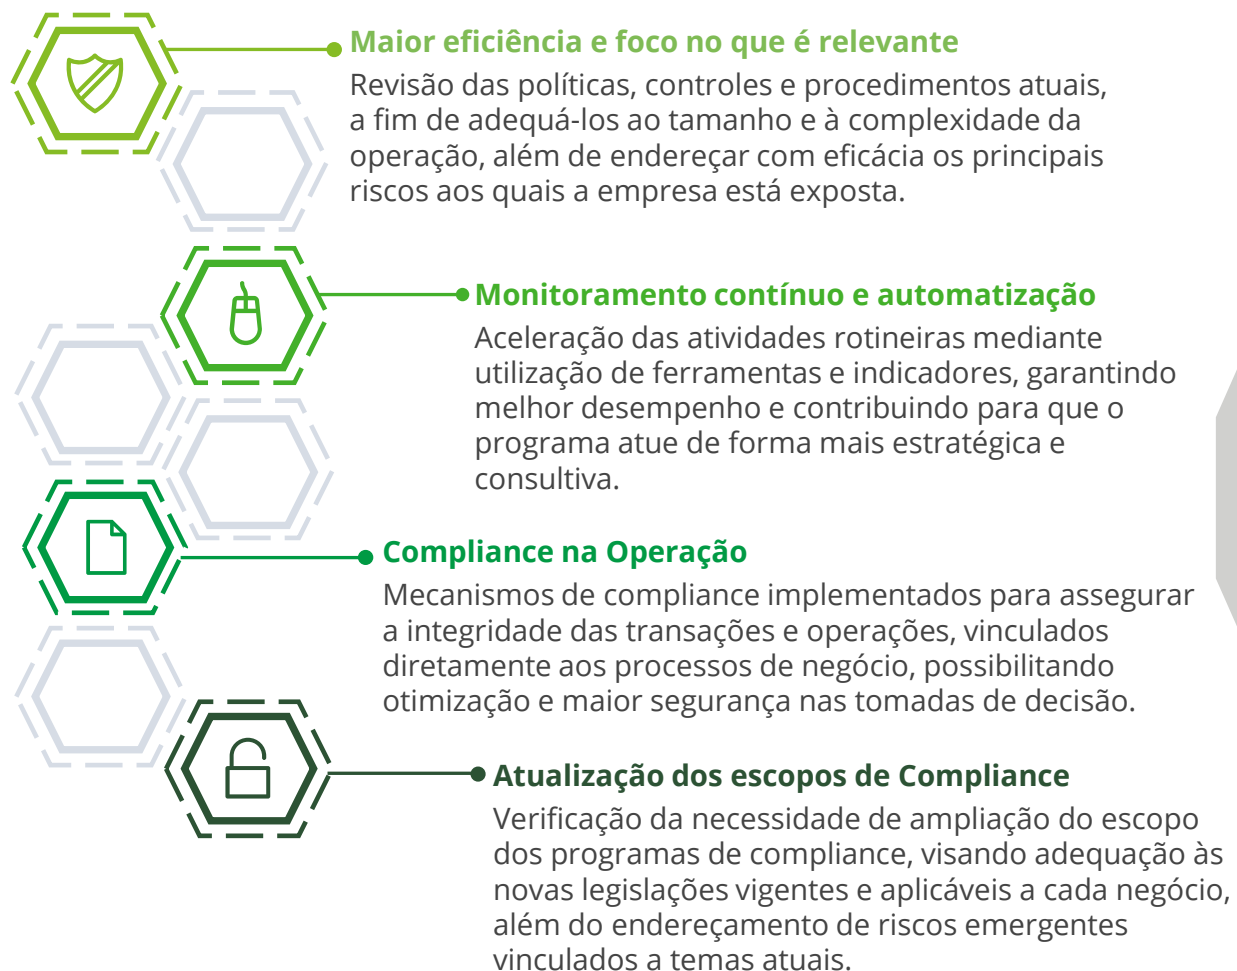 Maior eficiência e foco no que é relevante
Revisão das políticas, controles e procedimentos atuais,
a fim de adequá-los ao tamanho e à complexidade da
operação, além de endereçar com eficácia os principais
riscos aos quais a empresa está exposta.
Monitoramento contínuo e automatização
Aceleração das atividades rotineiras mediante
utilização de ferramentas e indicadores, garantindo
melhor desempenho e contribuindo para que o
programa atue de forma mais estratégica e
consultiva.
Compliance na Operação
Mecanismos de compliance implementados para assegurar
a integridade das transações e operações, vinculados
diretamente aos processos de negócio, possibilitando
otimização e maior segurança nas tomadas de decisão.
Atualização dos escopos de Compliance
Verificação da necessidade de ampliação do escopo
dos programas de compliance, visando adequação às
novas legislações vigentes e aplicáveis a cada negócio,
além do endereçamento de riscos emergentes
vinculados a temas atuais.